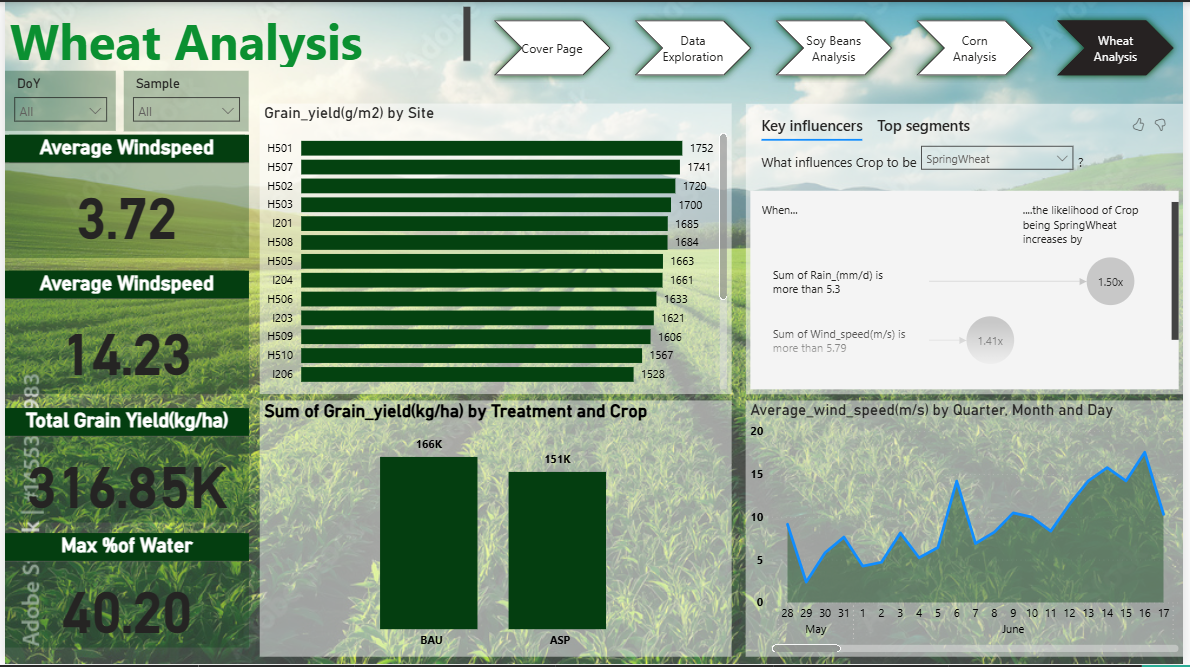 Wheat Analysis
Cover Page
Data
Exploration
Soy Beans
Analysis
Corn
Analysis
Wheat
Analysis
DoY
All
Sample
All
Average Windspeed
3.72
Average Windspeed
14.23
Total Grain Yield(kg/ha)
316.85K
Max %of Water
40.20
Grain_yield(g/m2) by Site
H501 1752
H507 1741
H502 1720
H503 1700
I201 1685
H508 1684
H505 1663
I204 1661
H506 1633
I203 1621
H509 1606
H510 1567
I206 1528
Key influencers Top segments
What influences Crop to be SpringWheat ?
When...
....the likelihood of Crop
being SpringWheat
increases by
Sum of Rain_(mm/d) is
more than 5.3
1.50x
Sum of Wind_speed(m/s) is
more than 5.79
1.41x
Sum of Grain_yield(kg/ha) by Treatment and Crop
166K
151K
BAU ASP
Average_wind_speed(m/s) by Quarter, Month and Day
20
15
10
5
0
28 29 30 31 1 2 3 4 5 6 7 8 9 10 11 12 13 14 15 16 17
May June